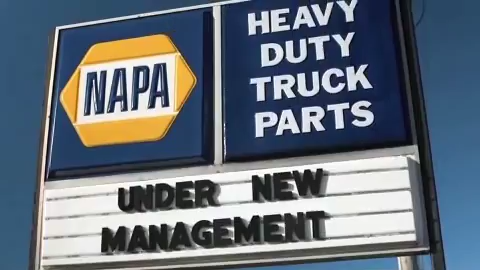 NAPA
HEAVY
DUTY
TRUCK
PARTS
UNDER NEW
MANAGEMENT